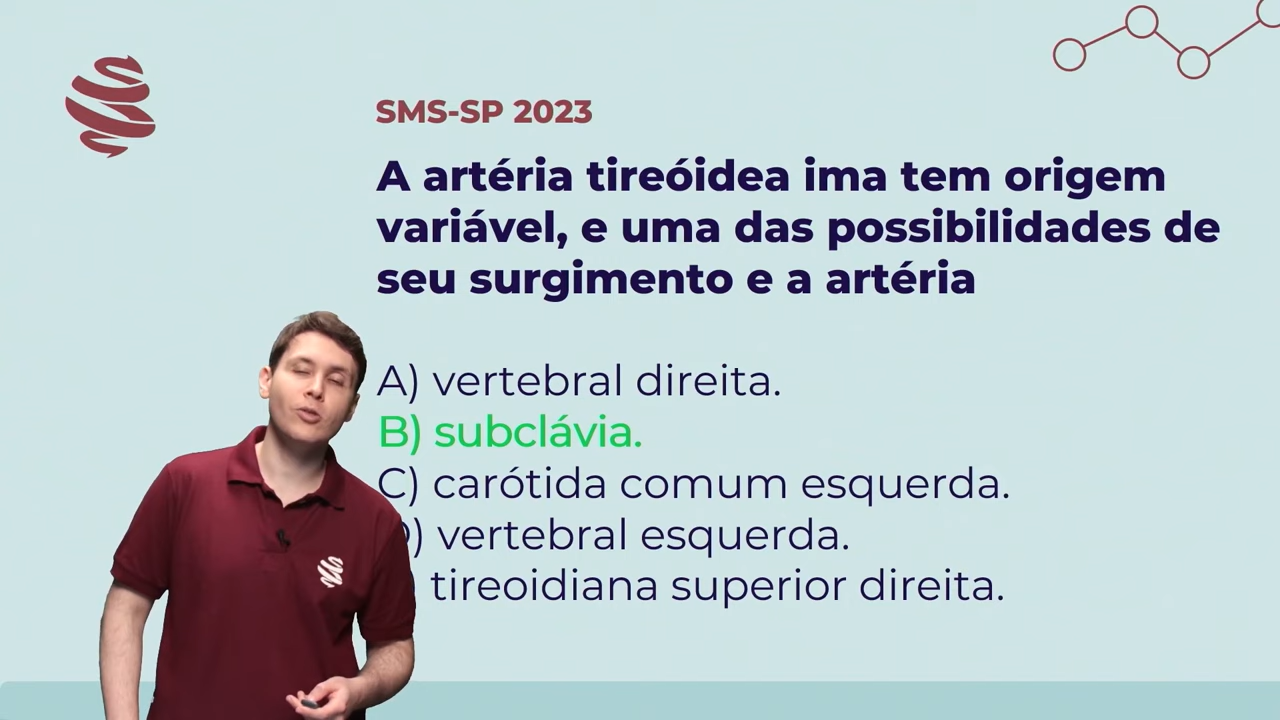 SMS-SP 2023
A artéria tireóidea ima tem origem
variável, e uma das possibilidades de
seu surgimento e a artéria
A) vertebral direita.
B) subclávia.
C) carótida comum esquerda.
) vertebral esquerda.
tireoidiana superior direita.